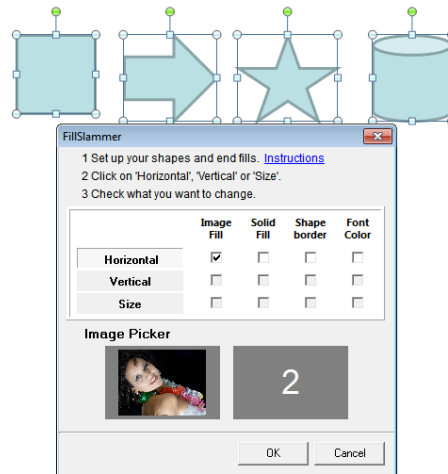 FillSlammer
1 Set up your shapes and end fills. Instructions
2 Click on 'Horizontal', 'Vertical' or 'Size'.
3 Check what you want to change.
Image Fill Solid Fill Shape border Font Color
Horizontal
Vertical
Size
Image Picker
2
OK Cancel